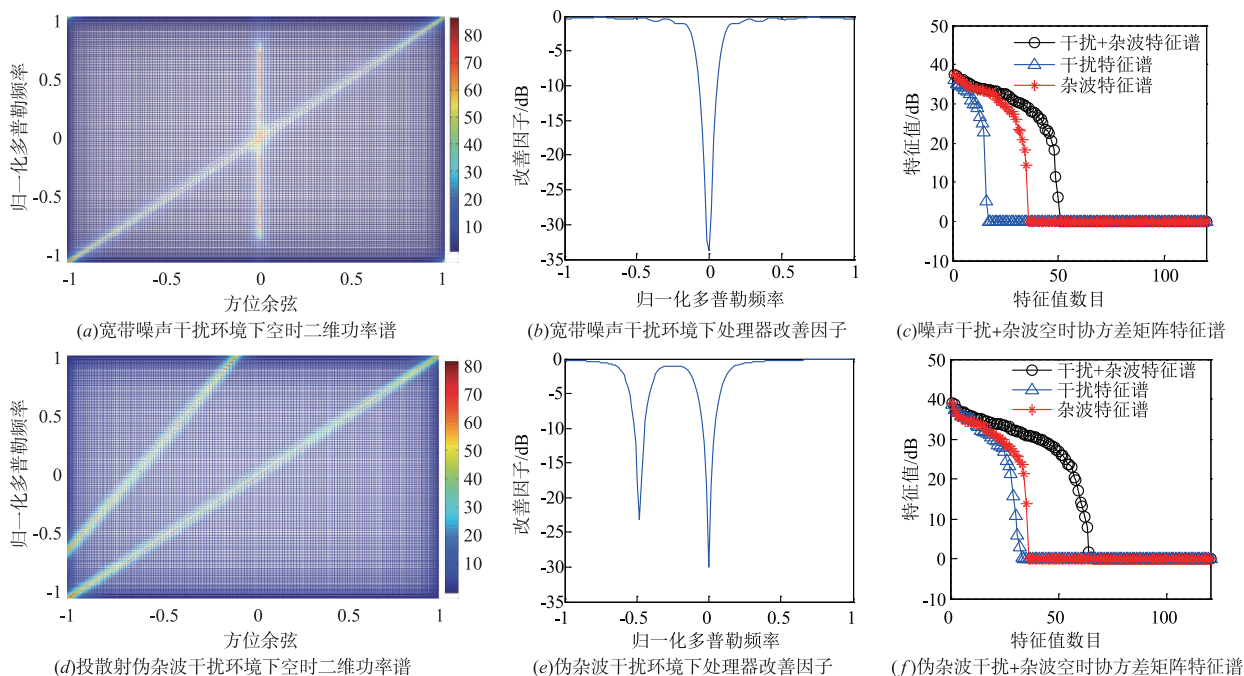 归一化多普勒频率
1
0.5
0
-0.5
-1
-1 -0.5 0 0.5 1
方位余弦
80
70
60
50
40
30
20
10
(a)宽带噪声干扰环境下空时二维功率谱
改善因子/dB
0
-5
-10
-15
-20
-25
-30
-35
-1 -0.5 0 0.5 1
归一化多普勒频率
(b)宽带噪声干扰环境下处理器改善因子
特征值/dB
50
40
30
20
10
0
-10
0 50 100
干扰+杂波特征谱
干扰特征谱
杂波特征谱
特征值数目
(c)噪声干扰+杂波空时协方差矩阵特征谱
归一化多普勒频率
1
0.5
0
-0.5
-1
-1 -0.5 0 0.5 1
方位余弦
80
70
60
50
40
30
20
10
0
(d)投散射伪杂波干扰环境下空时二维功率谱
改善因子/dB
0
-5
-10
-15
-20
-25
-30
-35
-1 -0.5 0 0.5 1
归一化多普勒频率
(e)伪杂波干扰环境下处理器改善因子
特征值/dB
50
40
30
20
10
0
-10
0 50 100
干扰+杂波特征谱
干扰特征谱
杂波特征谱
特征值数目
(f)伪杂波干扰+杂波空时协方差矩阵特征谱